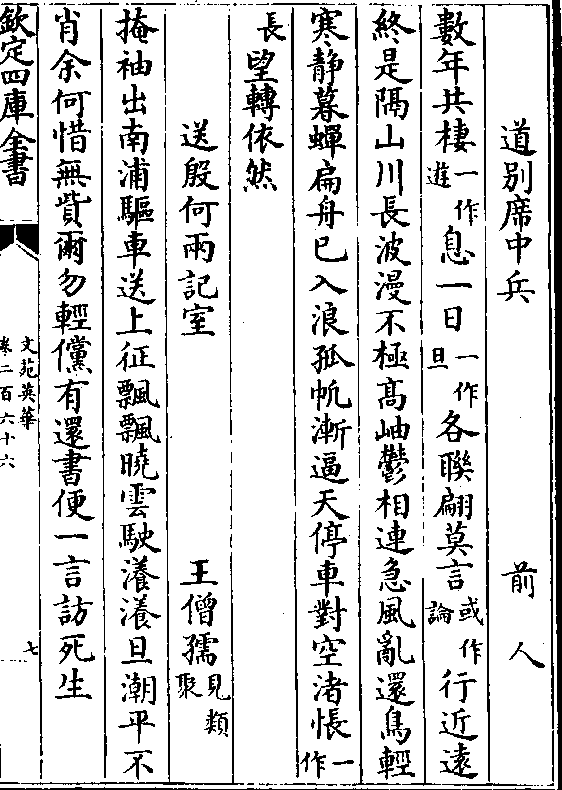 道别席中兵　前人
數年共棲一作遊息一日一作旦各聯翩莫言或作論行近遠
終是隔山川長波漫不極高岫鬱相連急風亂還鳥輕
寒静暮蟬扁舟已入浪孤帆漸逼天停車對空渚悵一作
長望轉依然
送殷何兩記室　王僧孺見類聚
掩袖出南浦驅車送上征飄飄曉雲駛瀁瀁旦潮平不
肖余何惜無貲爾勿輕儻有還書便一言訪死生
欽定四庫全書
文苑英華
卷二百六十六
七